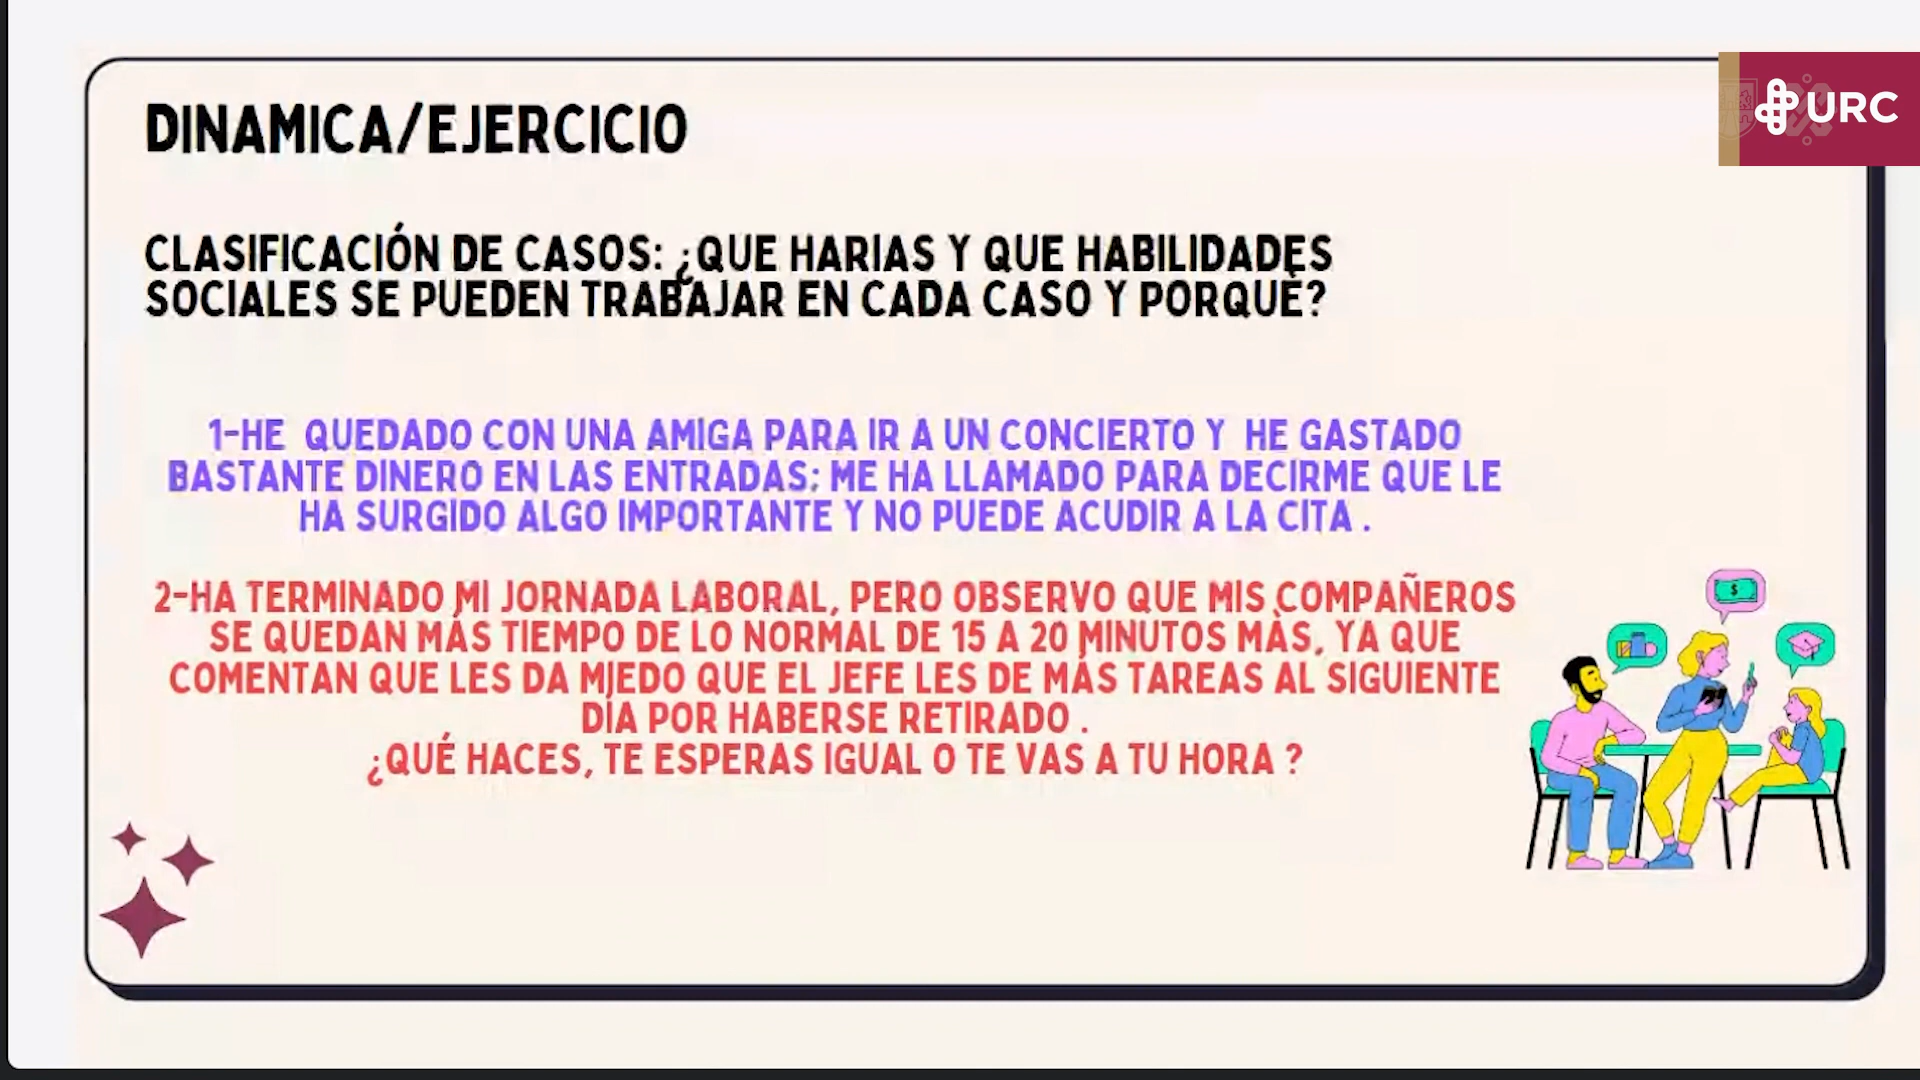 URC
DINAMICA/EJERCICIO
CLASIFICACIÓN DE CASOS: ¿QUE HARIAS Y QUE HABILIDADES
SOCIALES SE PUEDEN TRABAJAR EN CADA CASO Y PORQUÉ?
1-HE QUEDADO CON UNA AMIGA PARA IR A UN CONCIERTO Y HE GASTADO
BASTANTE DINERO EN LAS ENTRADAS; ME HA LLAMADO PARA DECIRME QUE LE
HA SURGIDO ALGO IMPORTANTE Y NO PUEDE ACUDIR A LA CITA .
2-HA TERMINADO MI JORNADA LABORAL, PERO OBSERVO QUE MIS COMPAÑEROS
SE QUEDAN MÁS TIEMPO DE LO NORMAL DE 15 A 20 MINUTOS MÀS, YA QUE
COMENTAN QUE LES DA MIEDO QUE EL JEFE LES DE MÁS TAREAS AL SIGUIENTE
DÍA POR HABERSE RETIRADO .
¿QUÉ HACES, TE ESPERAS IGUAL O TE VAS A TU HORA ?
$